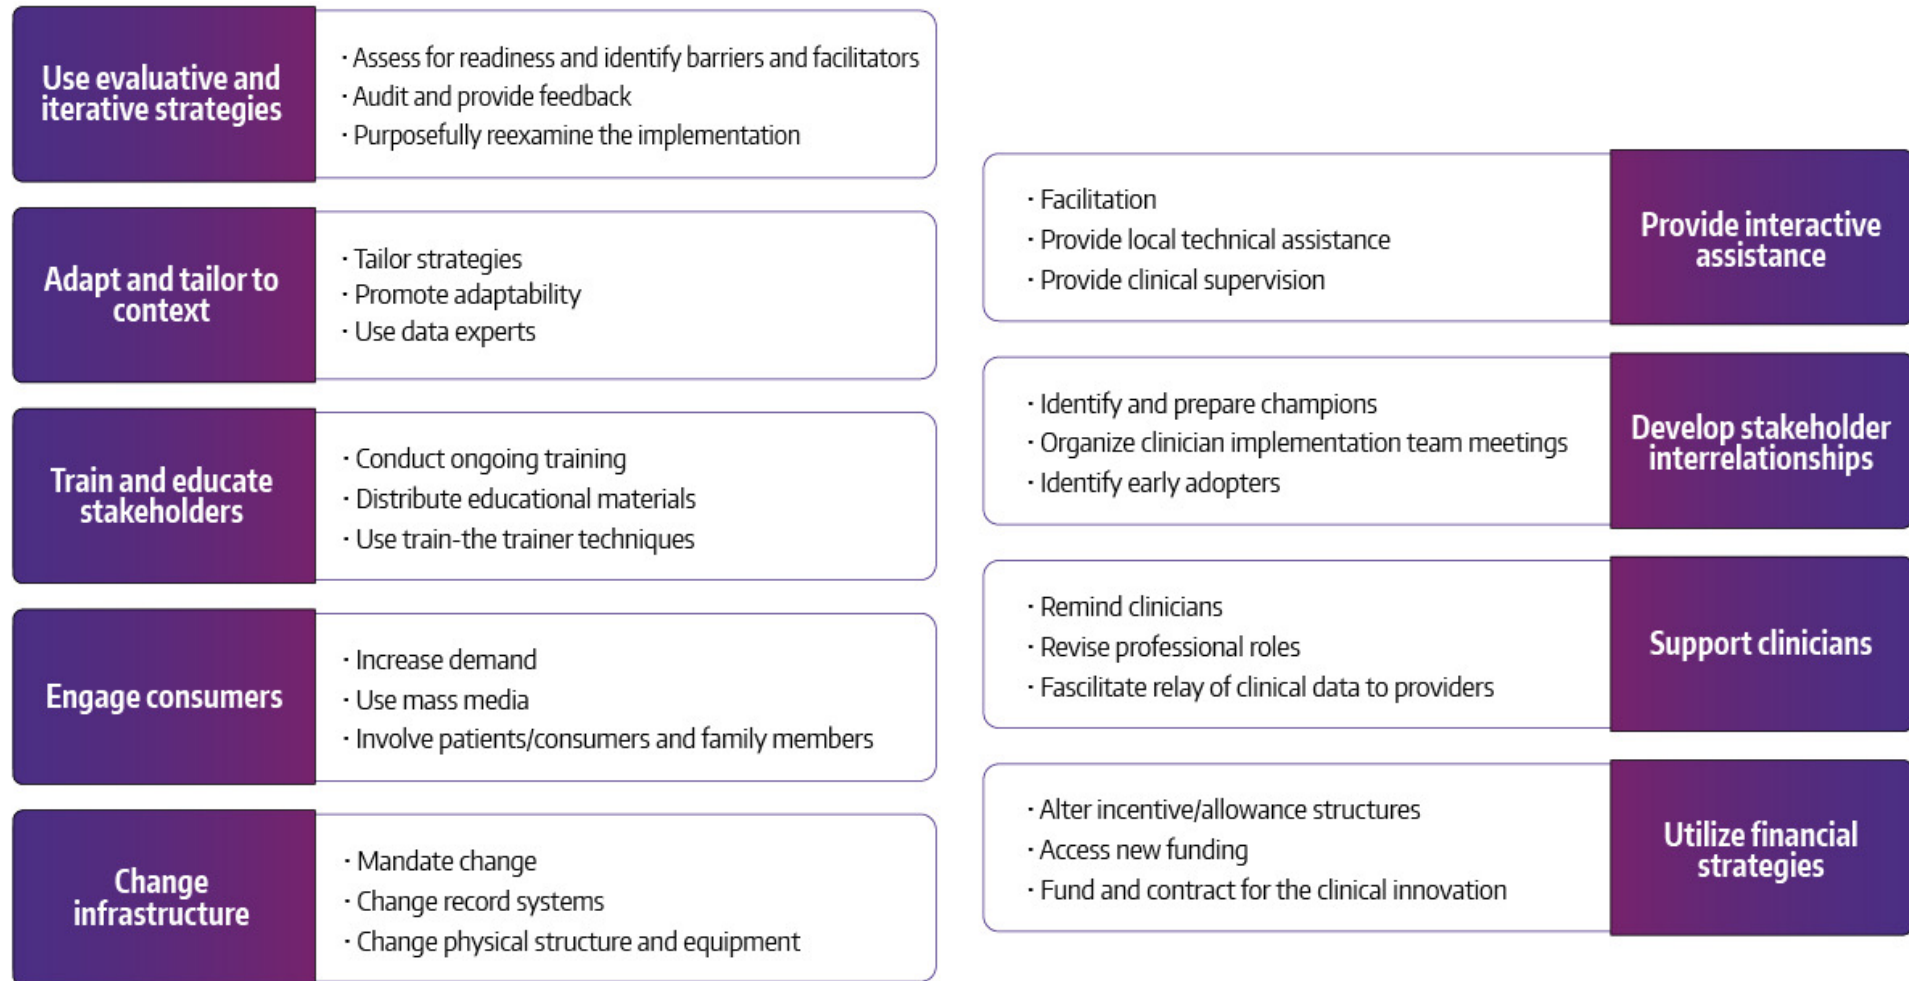 Use evaluative and
iterative strategies
· Assess for readiness and identify barriers and facilitators
· Audit and provide feedback
· Purposefully reexamine the implementation
Adapt and tailor to
context
· Tailor strategies
· Promote adaptability
· Use data experts
Train and educate
stakeholders
· Conduct ongoing training
· Distribute educational materials
· Use train-the trainer techniques
Engage consumers
· Increase demand
· Use mass media
· Involve patients/consumers and family members
Change
infrastructure
· Mandate change
· Change record systems
· Change physical structure and equipment
· Facilitation
· Provide local technical assistance
· Provide clinical supervision
Provide interactive
assistance
· Identify and prepare champions
· Organize clinician implementation team meetings
· Identify early adopters
Develop stakeholder
interrelationships
· Remind clinicians
· Revise professional roles
· Fascilitate relay of clinical data to providers
Support clinicians
· Alter incentive/allowance structures
· Access new funding
· Fund and contract for the clinical innovation
Utilize financial
strategies